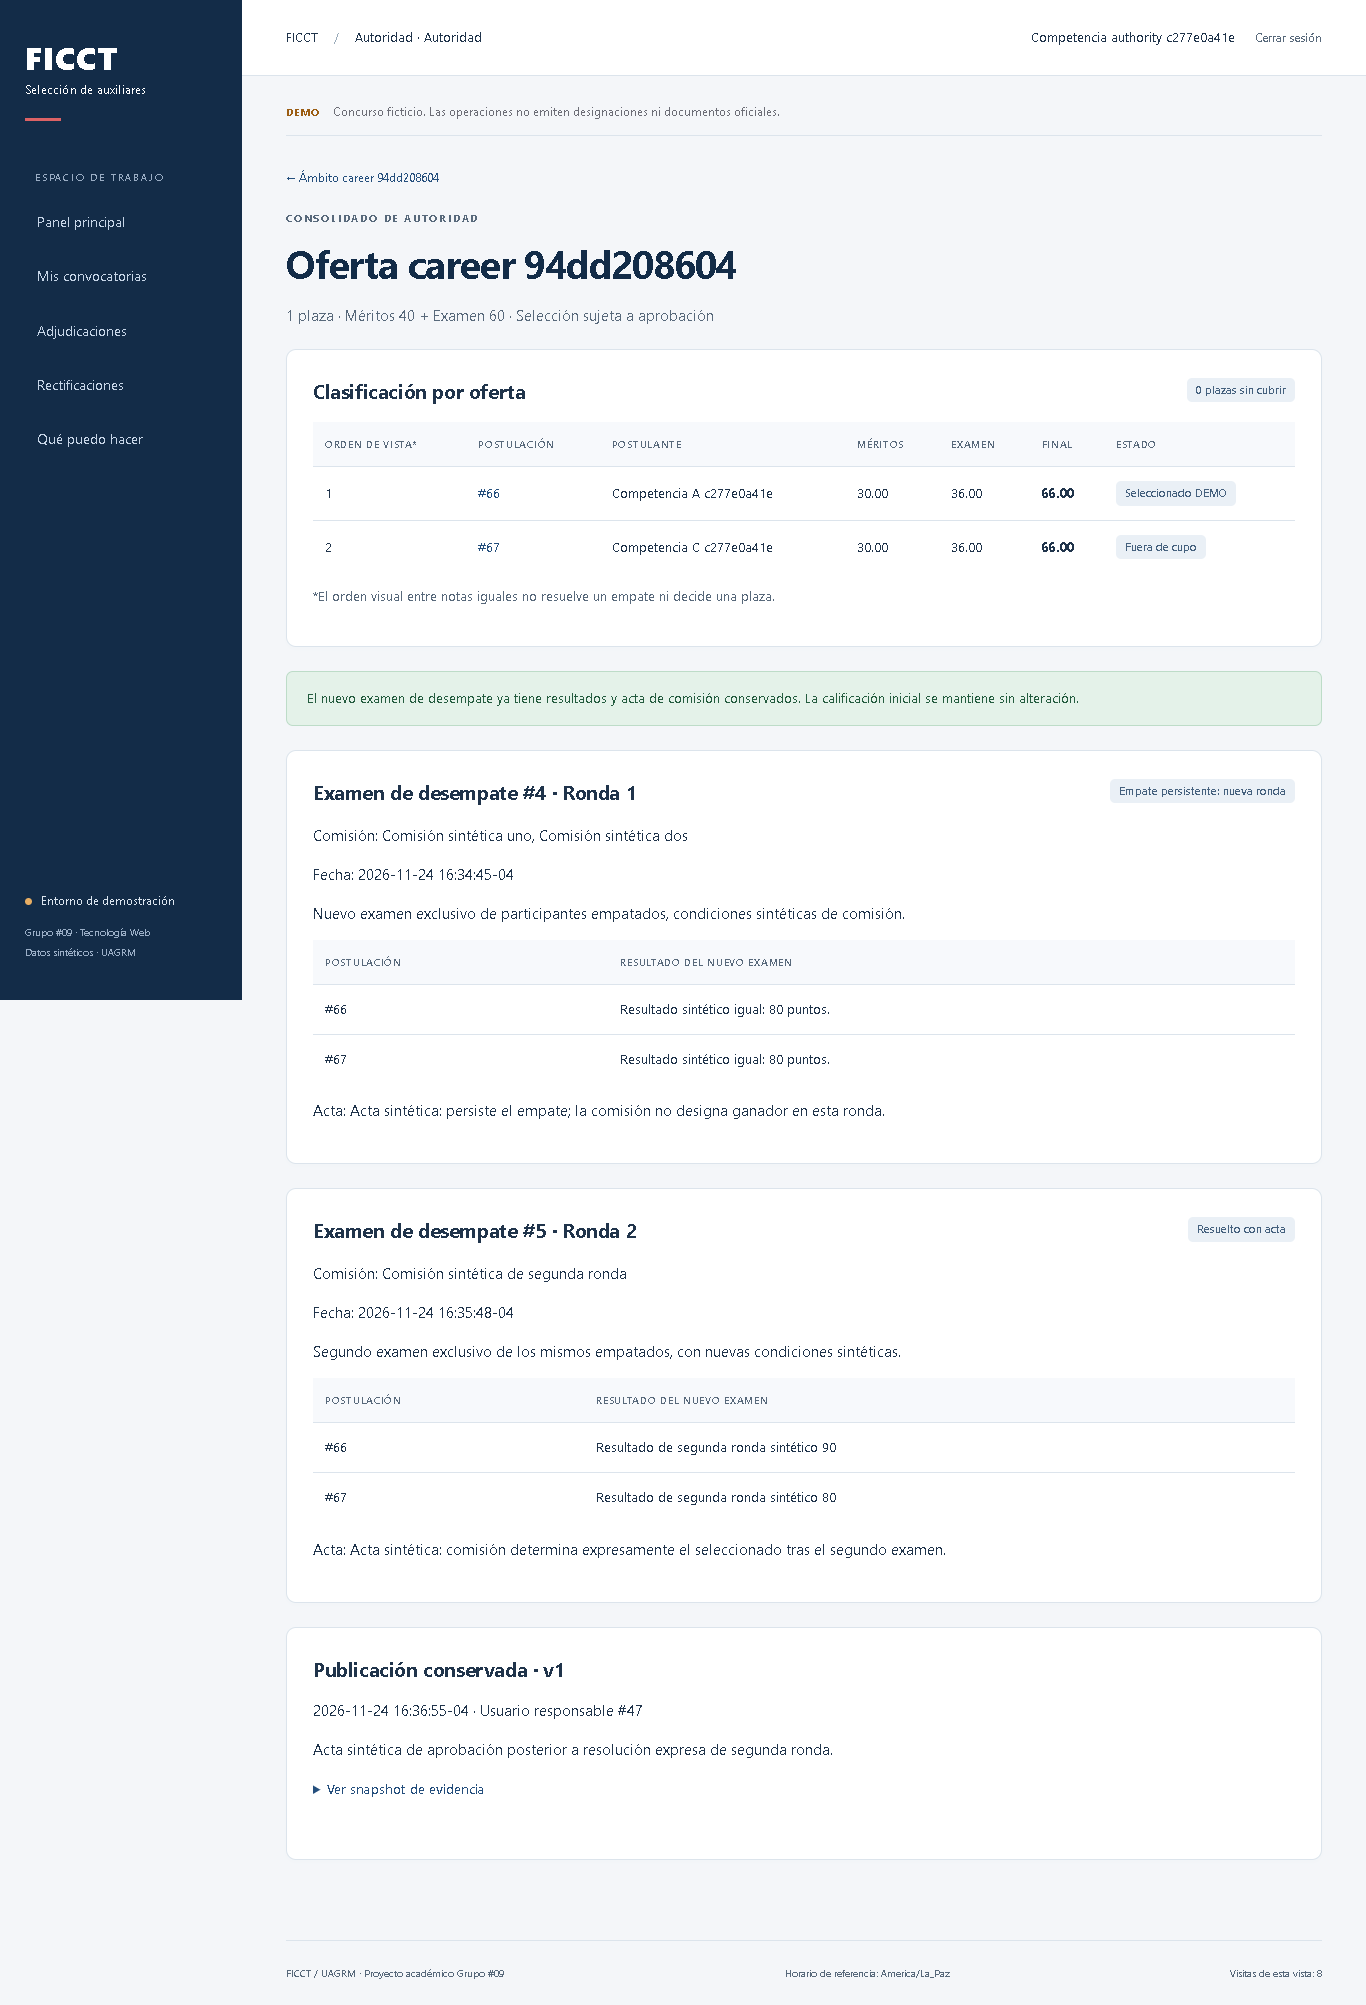 FICCT
Selección de auxiliares
ESPACIO DE TRABAJO
Panel principal
Mis convocatorias
Adjudicaciones
Rectificaciones
Qué puedo hacer
Entorno de demostración
Grupo #09 · Tecnología Web
Datos sintéticos · UAGRM
FICCT / Autoridad · Autoridad
Competencia authority c277e0a41e Cerrar sesión
DEMO Concurso ficticio. Las operaciones no emiten designaciones ni documentos oficiales.
← Ámbito career 94dd208604
CONSOLIDADO DE AUTORIDAD
Oferta career 94dd208604
1 plaza · Méritos 40 + Examen 60 · Selección sujeta a aprobación
Clasificación por oferta 0 plazas sin cubrir
ORDEN DE VISTA* POSTULACIÓN POSTULANTE MÉRITOS EXAMEN FINAL ESTADO
1 #66 Competencia A c277e0a41e 30.00 36.00 66.00 Seleccionado DEMO
2 #67 Competencia C c277e0a41e 30.00 36.00 66.00 Fuera de cupo
*El orden visual entre notas iguales no resuelve un empate ni decide una plaza.
El nuevo examen de desempate ya tiene resultados y acta de comisión conservados. La calificación inicial se mantiene sin alteración.
Examen de desempate #4 · Ronda 1 Empate persistente: nueva ronda
Comisión: Comisión sintética uno, Comisión sintética dos
Fecha: 2026-11-24 16:34:45-04
Nuevo examen exclusivo de participantes empatados, condiciones sintéticas de comisión.
POSTULACIÓN RESULTADO DEL NUEVO EXAMEN
#66 Resultado sintético igual: 80 puntos.
#67 Resultado sintético igual: 80 puntos.
Acta: Acta sintética: persiste el empate; la comisión no designa ganador en esta ronda.
Examen de desempate #5 · Ronda 2 Resuelto con acta
Comisión: Comisión sintética de segunda ronda
Fecha: 2026-11-24 16:35:48-04
Segundo examen exclusivo de los mismos empatados, con nuevas condiciones sintéticas.
POSTULACIÓN RESULTADO DEL NUEVO EXAMEN
#66 Resultado de segunda ronda sintético 90
#67 Resultado de segunda ronda sintético 80
Acta: Acta sintética: comisión determina expresamente el seleccionado tras el segundo examen.
Publicación conservada · v1
2026-11-24 16:36:55-04 · Usuario responsable #47
Acta sintética de aprobación posterior a resolución expresa de segunda ronda.
▶ Ver snapshot de evidencia
FICCT / UAGRM · Proyecto académico Grupo #09 Horario de referencia: America/La_Paz Visitas de esta vista: 8